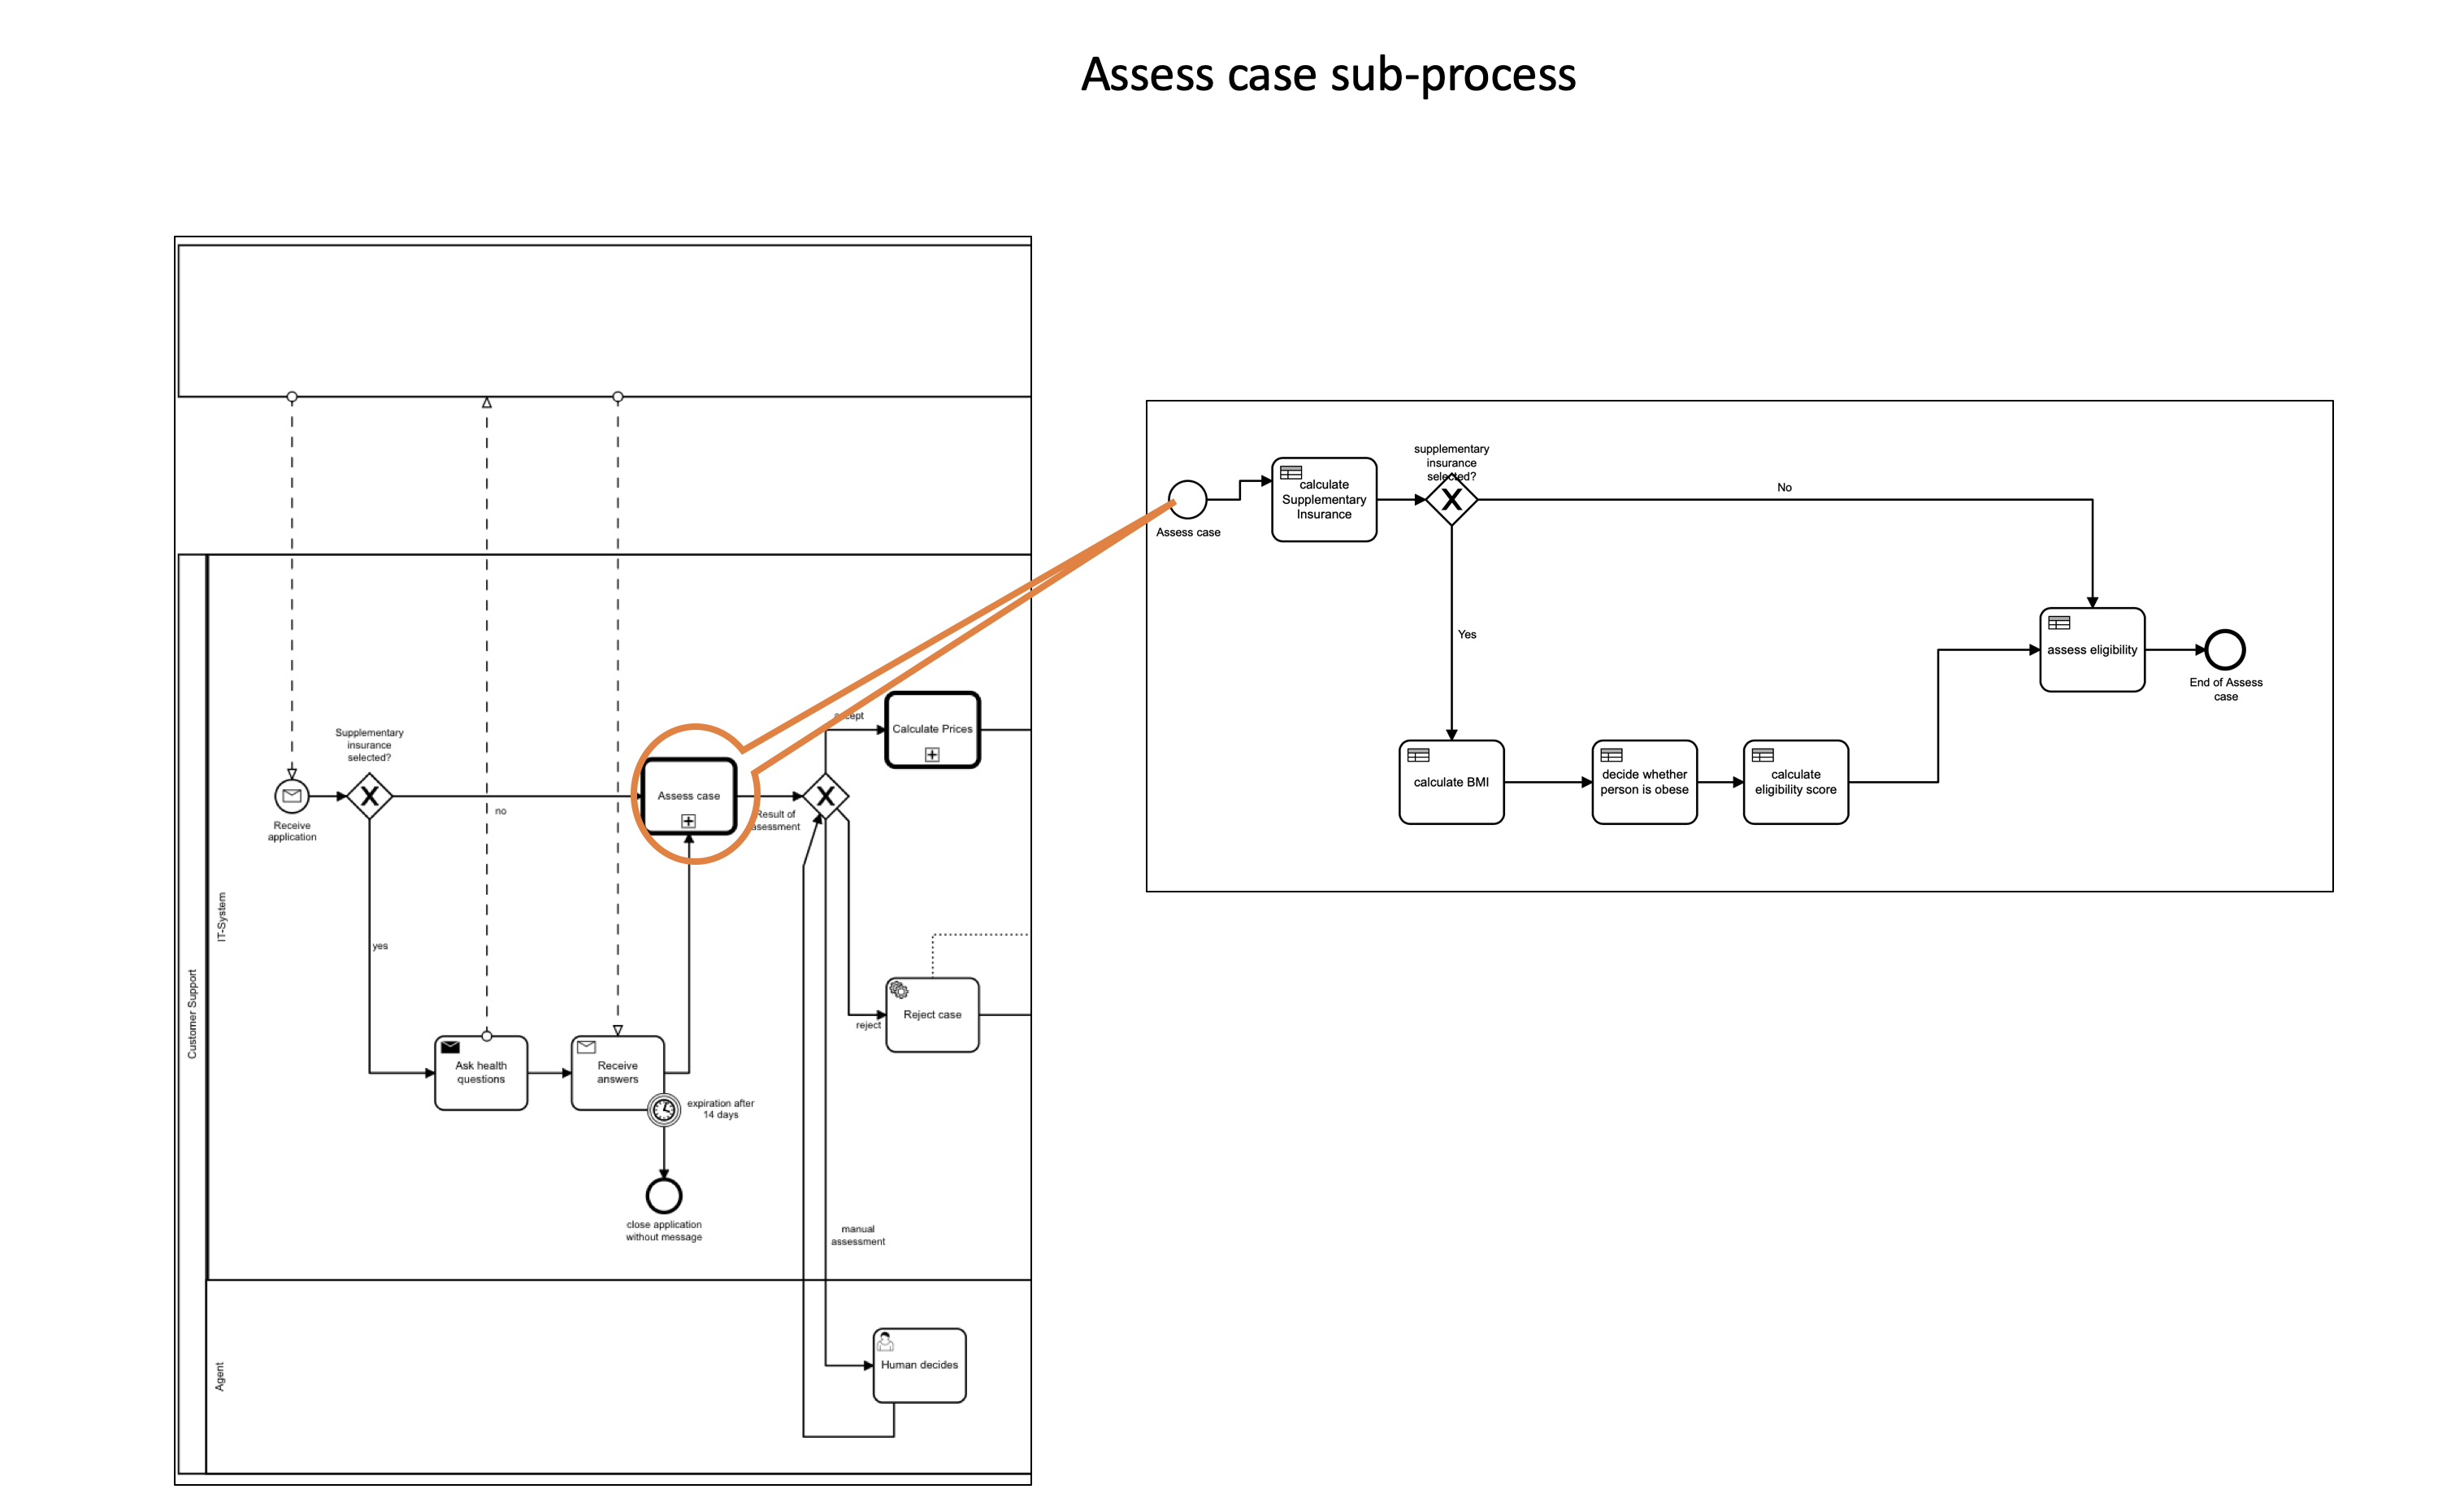 Assess case sub-process
Supplementary
insurance
selected?
Receive
application
no
yes
Assess case
Result of
asessment
accept
Calculate Prices
Reject case
reject
Ask health
questions
Receive
answers
expiration after
14 days
close application
without message
manual
assessment
Human decides
Customer Support
IT-System
Agent
Assess case
calculate
Supplementary
Insurance
supplementary
insurance
selected?
No
Yes
calculate BMI
decide whether
person is obese
calculate
eligibility score
assess eligibility
End of Assess
case